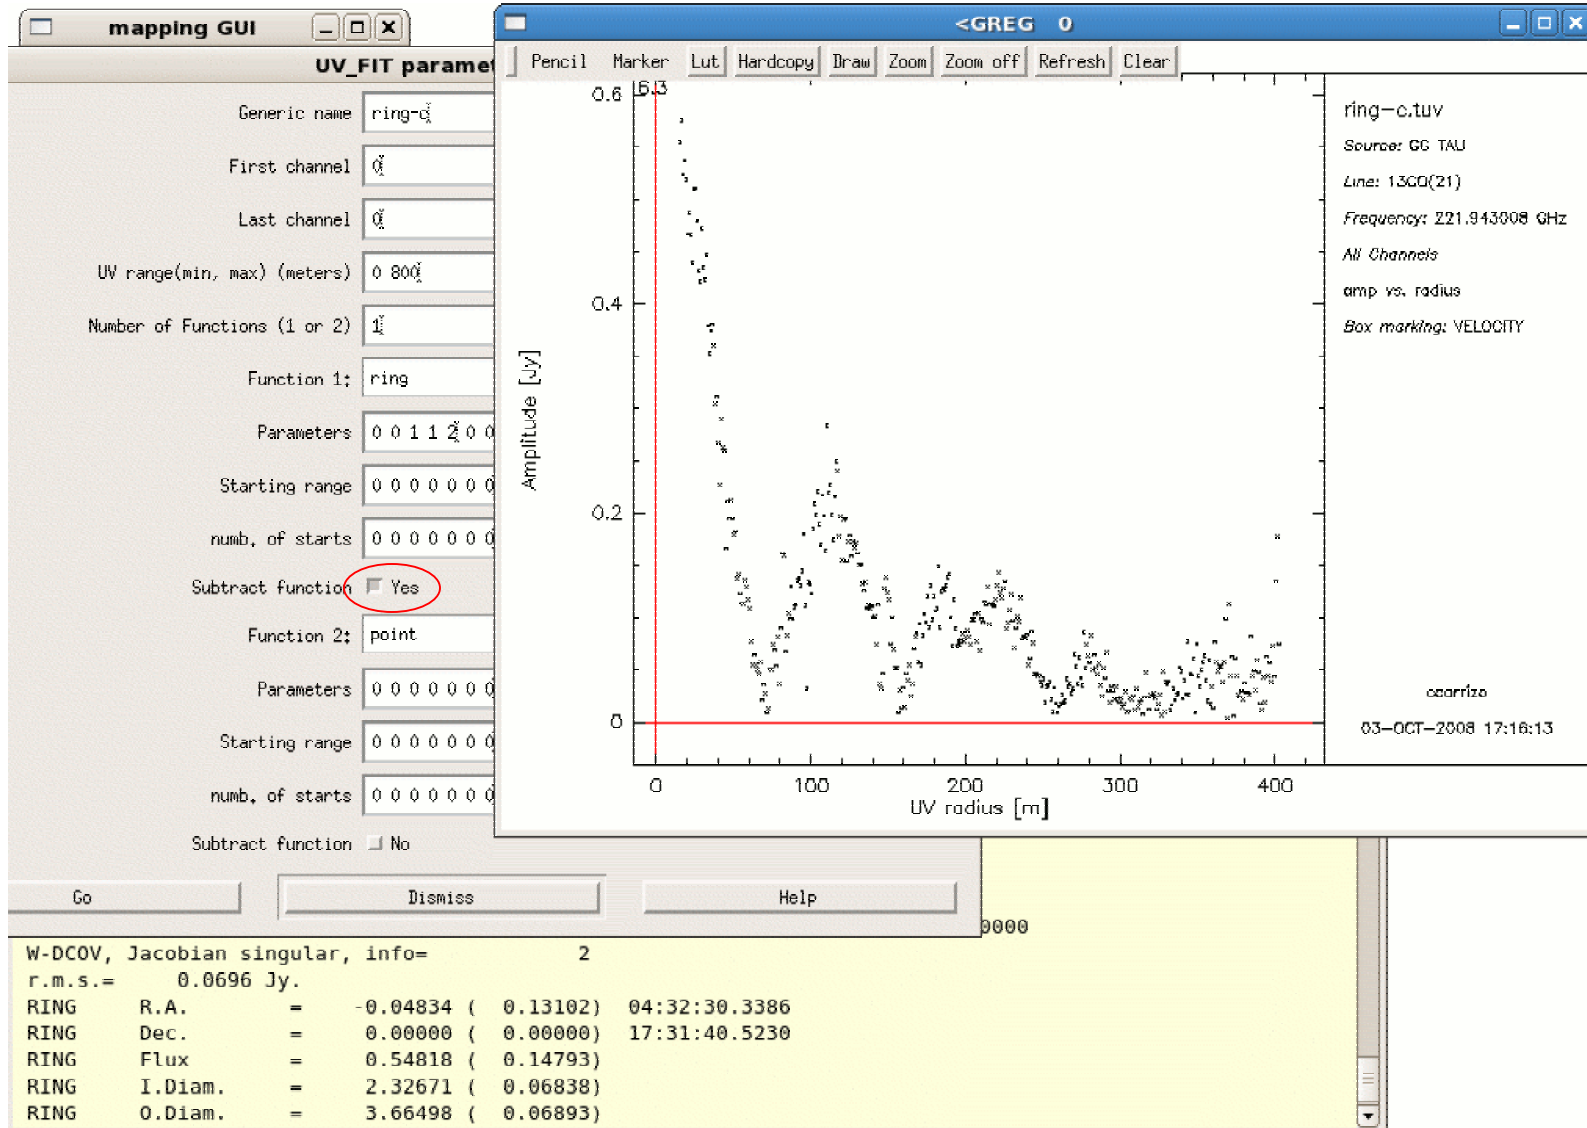 mapping GUI
UV_FIT paramet
Generic name ring-c
First channel 0
Last channel 0
UV range(min, max) (meters) 0 800
Number of Functions (1 or 2) 1
Function 1: ring
Parameters 0 0 1 1 2 0 0
Starting range 0 0 0 0 0 0 0
numb. of starts 0 0 0 0 0 0 0
Subtract function Yes
Function 2: point
Parameters 0 0 0 0 0 0 0
Starting range 0 0 0 0 0 0 0
numb. of starts 0 0 0 0 0 0 0
Subtract function No
Go Dismiss Help
<GREG 0
Pencil Marker Lut Hardcopy Draw Zoom Zoom off Refresh Clear
6.3
0.6
0.4
0.2
0
Amplitude [Jy]
0 100 200 300 400
UV radius [m]
ring-c.tuv
Source: GG TAU
Line: 13CO(21)
Frequency: 221.943008 GHz
All Channels
amp vs. radius
Box marking: VELOCITY
ccarrizo
03-OCT-2008 17:16:13
0000
W-DCOV, Jacobian singular, info= 2
r.m.s.= 0.0696 Jy.
RING R.A. = -0.04834 ( 0.13102) 04:32:30.3386
RING Dec. = 0.00000 ( 0.00000) 17:31:40.5230
RING Flux = 0.54818 ( 0.14793)
RING I.Diam. = 2.32671 ( 0.06838)
RING O.Diam. = 3.66498 ( 0.06893)